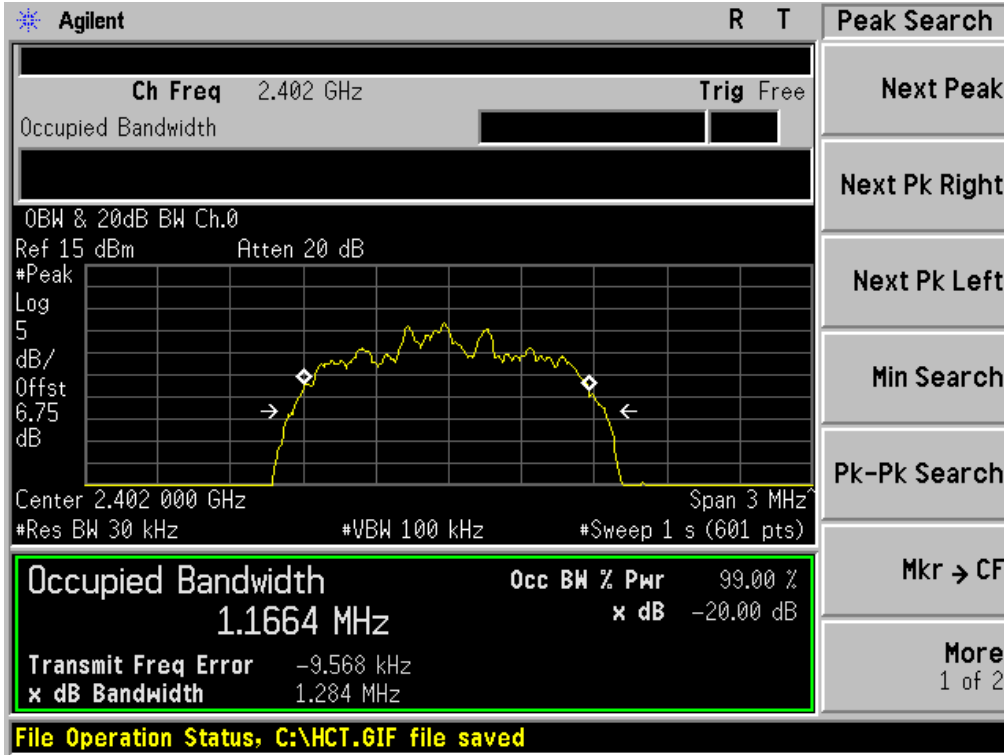 Agilent R T
Peak Search
Ch Freq 2.402 GHz Trig Free
Occupied Bandwidth
OBW & 20dB BW Ch.0
Ref 15 dBm Atten 20 dB
#Peak
Log
5
dB/
Offst
6.75
dB
Center 2.402 000 GHz Span 3 MHz^
#Res BW 30 kHz #VBW 100 kHz #Sweep 1 s (601 pts)
Occupied Bandwidth
1.1664 MHz
Occ BW % Pwr 99.00 %
x dB -20.00 dB
Transmit Freq Error -9.568 kHz
x dB Bandwidth 1.284 MHz
File Operation Status, C:\HCT.GIF file saved
Next Peak
Next Pk Right
Next Pk Left
Min Search
Pk-Pk Search
Mkr → CF
More
1 of 2